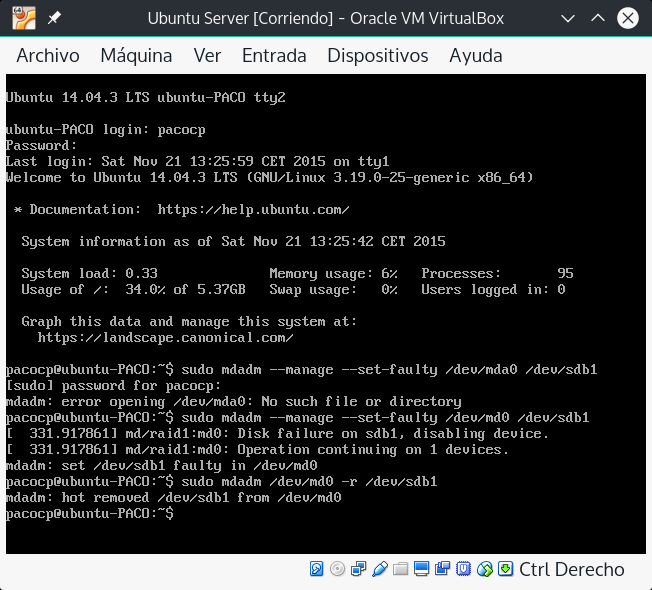 Ubuntu Server [Corriendo] - Oracle VM VirtualBox
Archivo Máquina Ver Entrada Dispositivos Ayuda
Ubuntu 14.04.3 LTS ubuntu-PACO tty2
ubuntu-PACO login: pacocp
Password:
Last login: Sat Nov 21 13:25:59 CET 2015 on tty1
Welcome to Ubuntu 14.04.3 LTS (GNU/Linux 3.19.0-25-generic x86_64)
* Documentation:  https://help.ubuntu.com/
System information as of Sat Nov 21 13:25:42 CET 2015
System load: 0.33              Memory usage: 6%   Processes:       95
Usage of /:  34.0% of 5.37GB   Swap usage:   0%   Users logged in: 0
Graph this data and manage this system at:
https://landscape.canonical.com/
pacocp@ubuntu-PACO:~$ sudo mdadm --manage --set-faulty /dev/mda0 /dev/sdb1
[sudo] password for pacocp:
mdadm: error opening /dev/mda0: No such file or directory
pacocp@ubuntu-PACO:~$ sudo mdadm --manage --set-faulty /dev/md0 /dev/sdb1
[  331.917861] md/raid1:md0: Disk failure on sdb1, disabling device.
[  331.917861] md/raid1:md0: Operation continuing on 1 devices.
mdadm: set /dev/sdb1 faulty in /dev/md0
pacocp@ubuntu-PACO:~$ sudo mdadm /dev/md0 -r /dev/sdb1
mdadm: hot removed /dev/sdb1 from /dev/md0
pacocp@ubuntu-PACO:~$
Ctrl Derecho